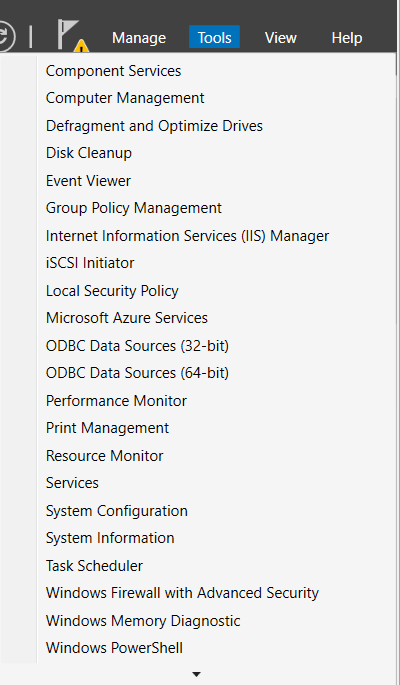 Manage Tools View Help
Component Services
Computer Management
Defragment and Optimize Drives
Disk Cleanup
Event Viewer
Group Policy Management
Internet Information Services (IIS) Manager
iSCSI Initiator
Local Security Policy
Microsoft Azure Services
ODBC Data Sources (32-bit)
ODBC Data Sources (64-bit)
Performance Monitor
Print Management
Resource Monitor
Services
System Configuration
System Information
Task Scheduler
Windows Firewall with Advanced Security
Windows Memory Diagnostic
Windows PowerShell